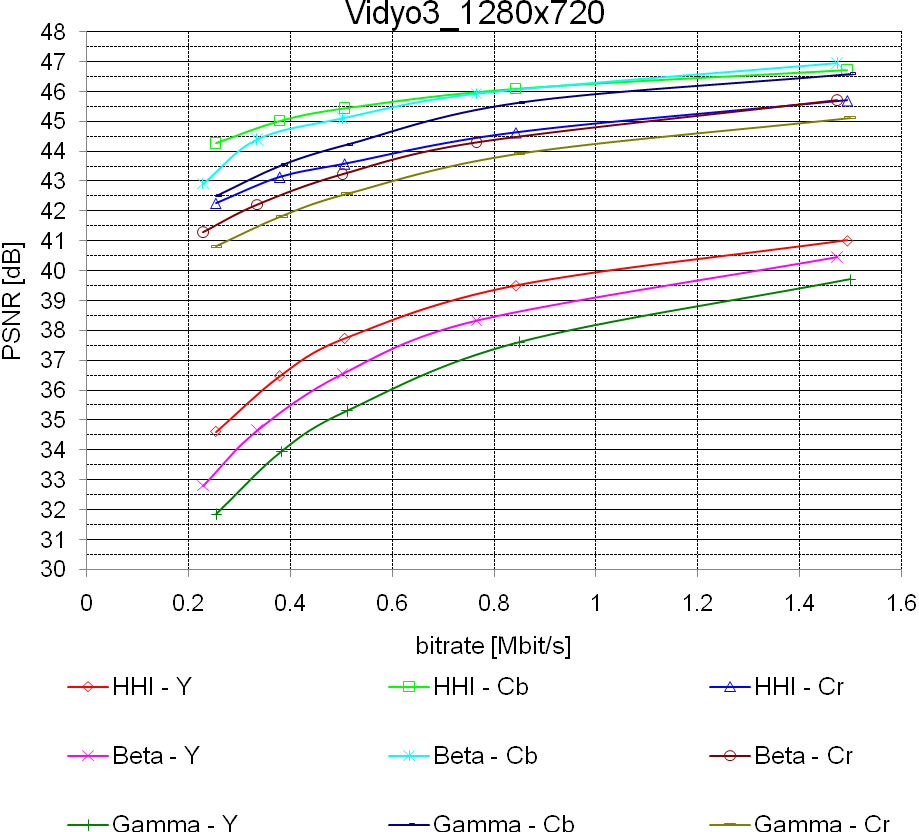 Vidyo3_1280x720
48
47
46
45
44
43
42
41
40
39
38
37
36
35
34
33
32
31
30
PSNR [dB]
0 0.2 0.4 0.6 0.8 1 1.2 1.4 1.6
bitrate [Mbit/s]
HHI - Y HHI - Cb HHI - Cr
Beta - Y Beta - Cb Beta - Cr
Gamma - Y Gamma - Cb Gamma - Cr